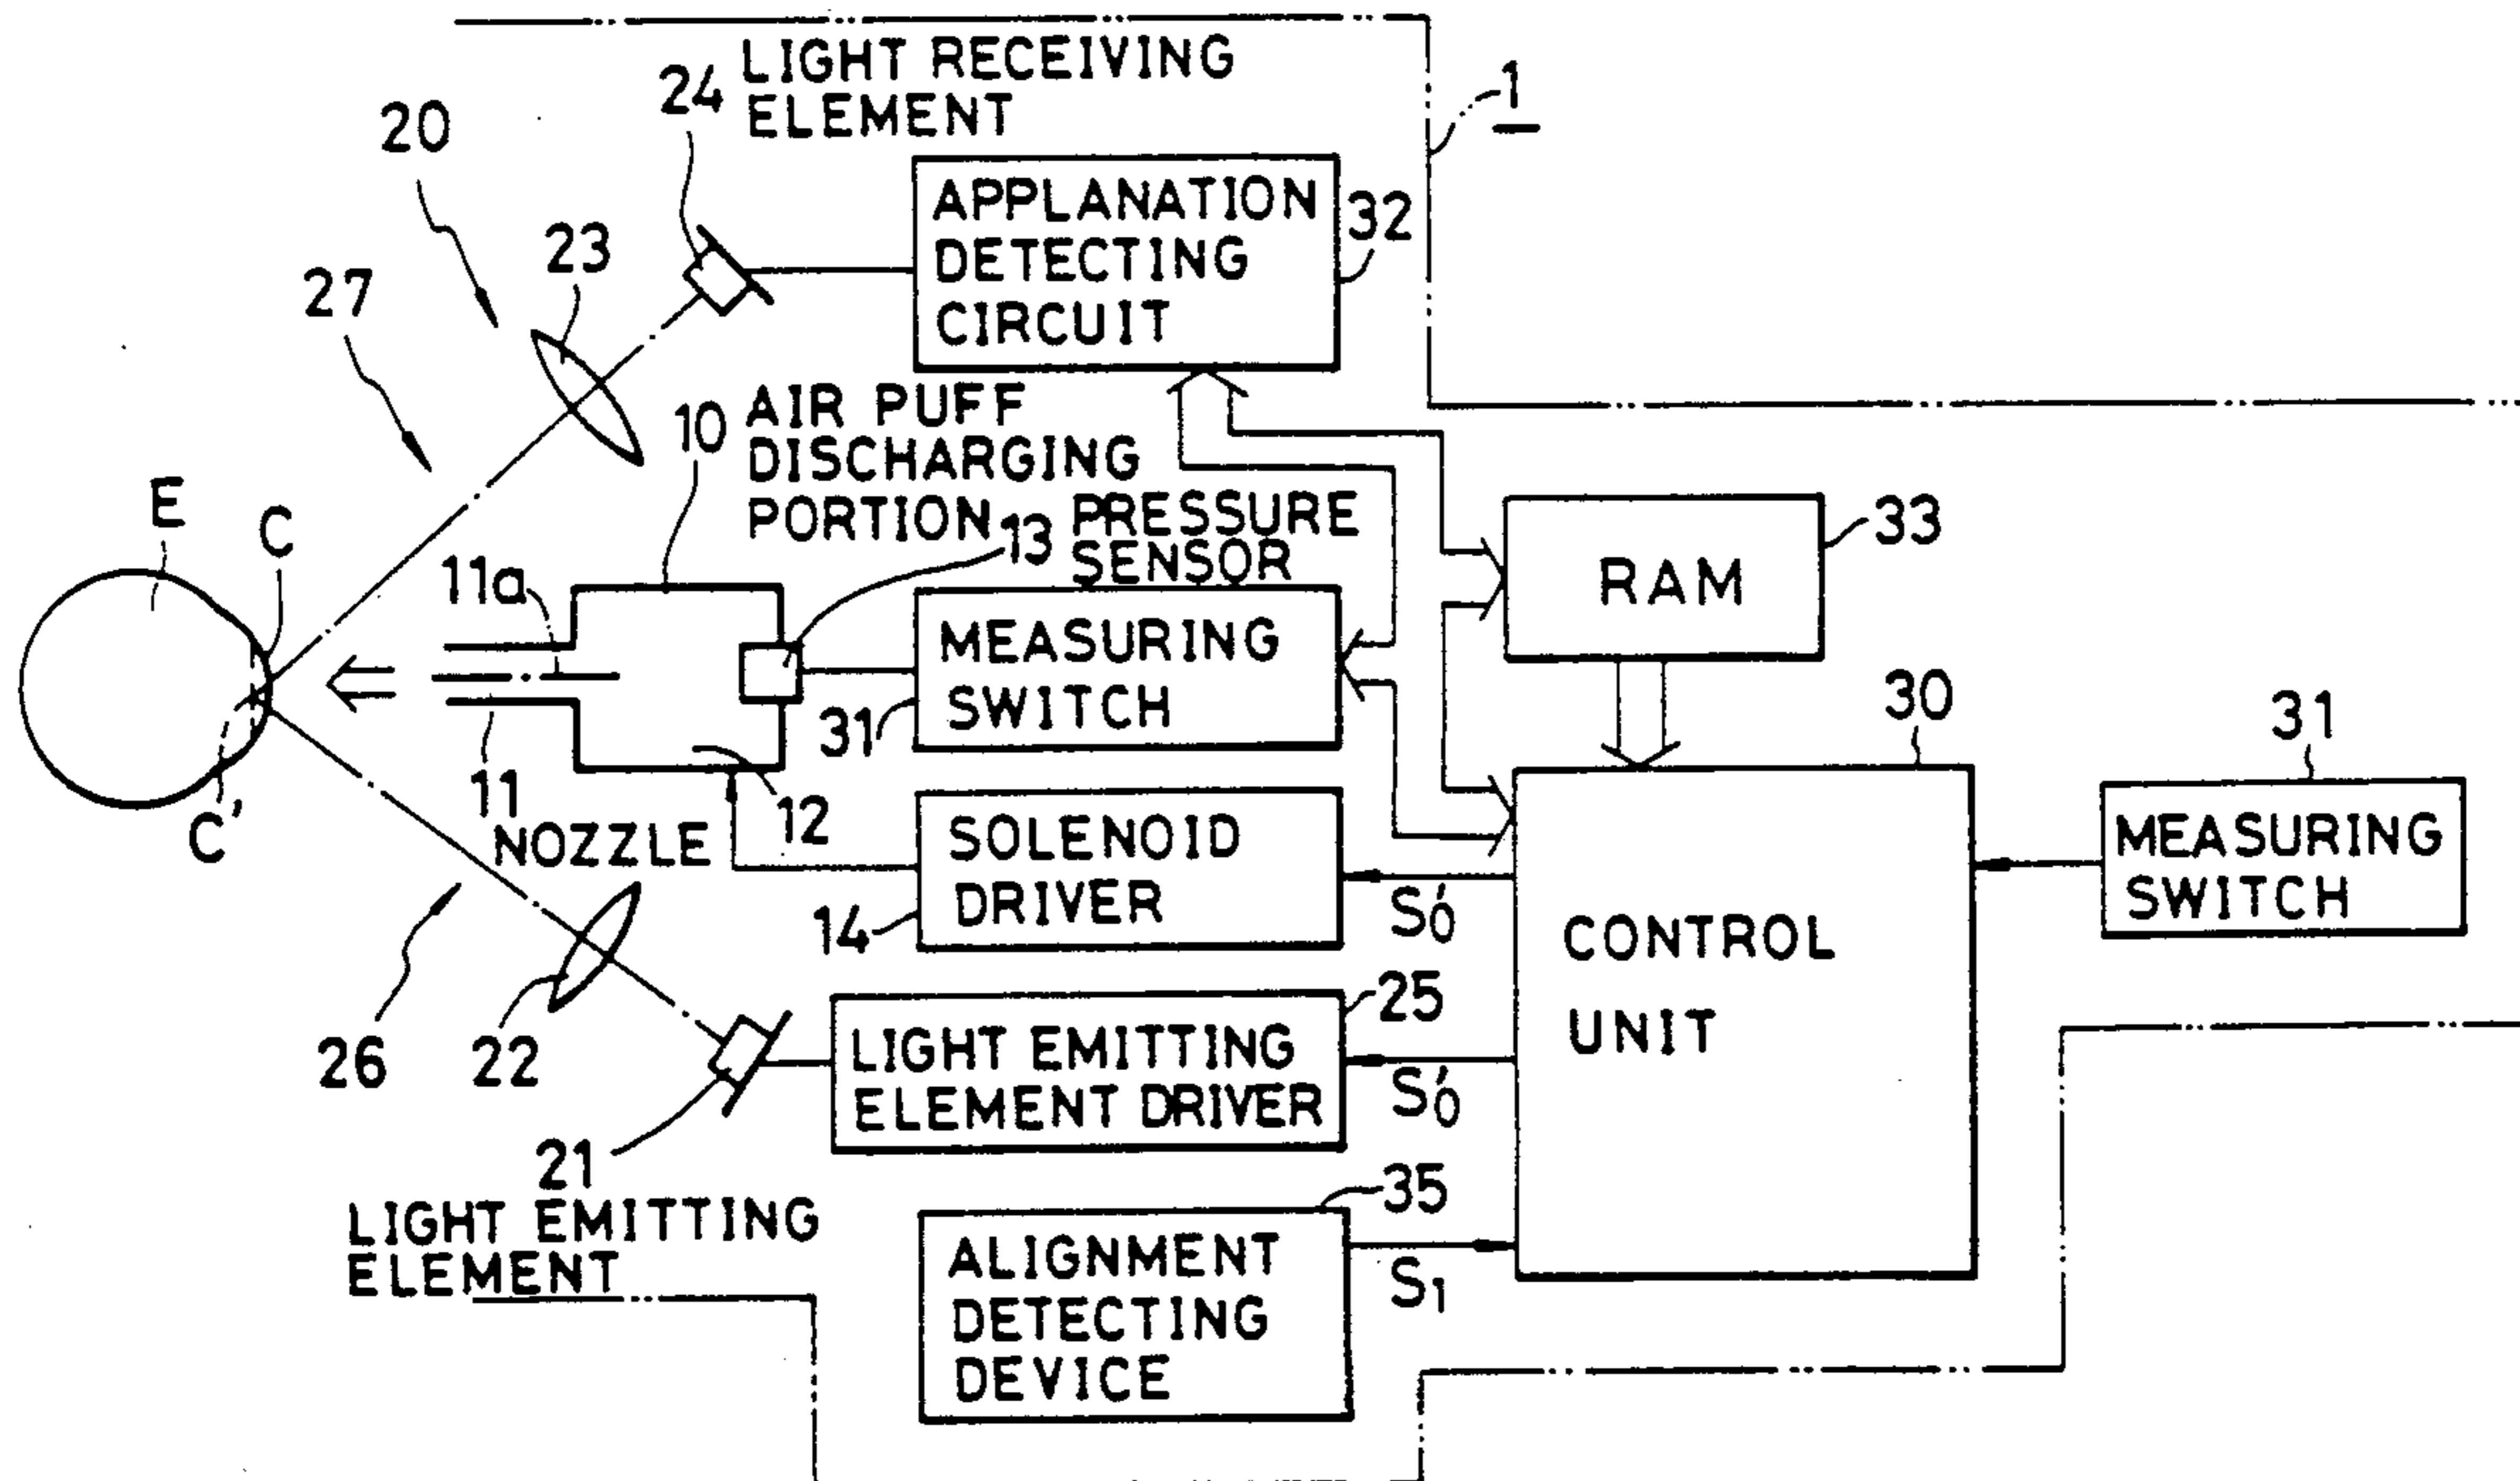 LIGHT RECEIVING
ELEMENT
24
1
20
APPLANATION
DETECTING
CIRCUIT
32
23
27
10
AIR PUFF
DISCHARGING
PORTION
13
PRESSURE
SENSOR
E
C
11a
RAM
33
MEASURING
SWITCH
31
30
31
11
NOZZLE
12
C'
SOLENOID
DRIVER
14
S'0
CONTROL
UNIT
MEASURING
SWITCH
26
22
25
LIGHT EMITTING
ELEMENT DRIVER
S'0
21
LIGHT EMITTING
ELEMENT
35
ALIGNMENT
DETECTING
DEVICE
S1